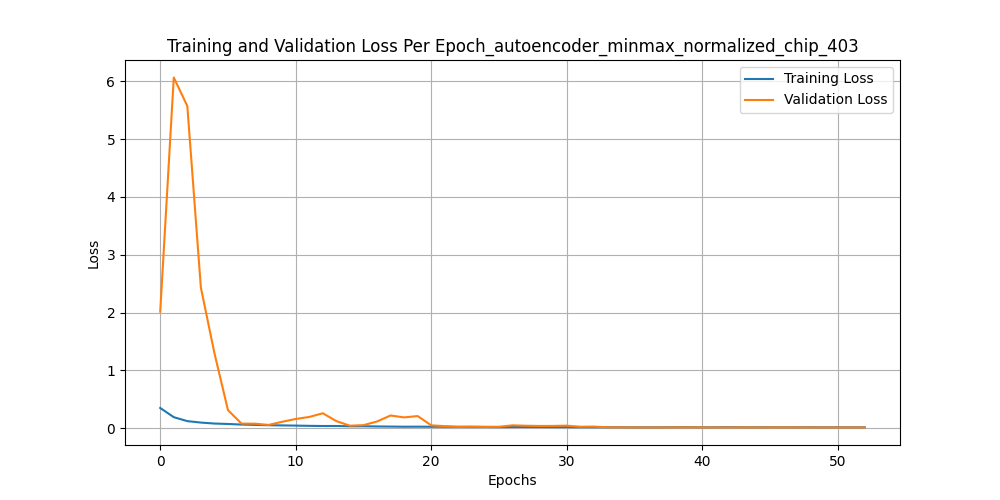 Training and Validation Loss Per Epoch_autoencoder_minmax_normalized_chip_403
Training Loss
Validation Loss
6
5
4
3
2
1
0
Loss
0 10 20 30 40 50
Epochs